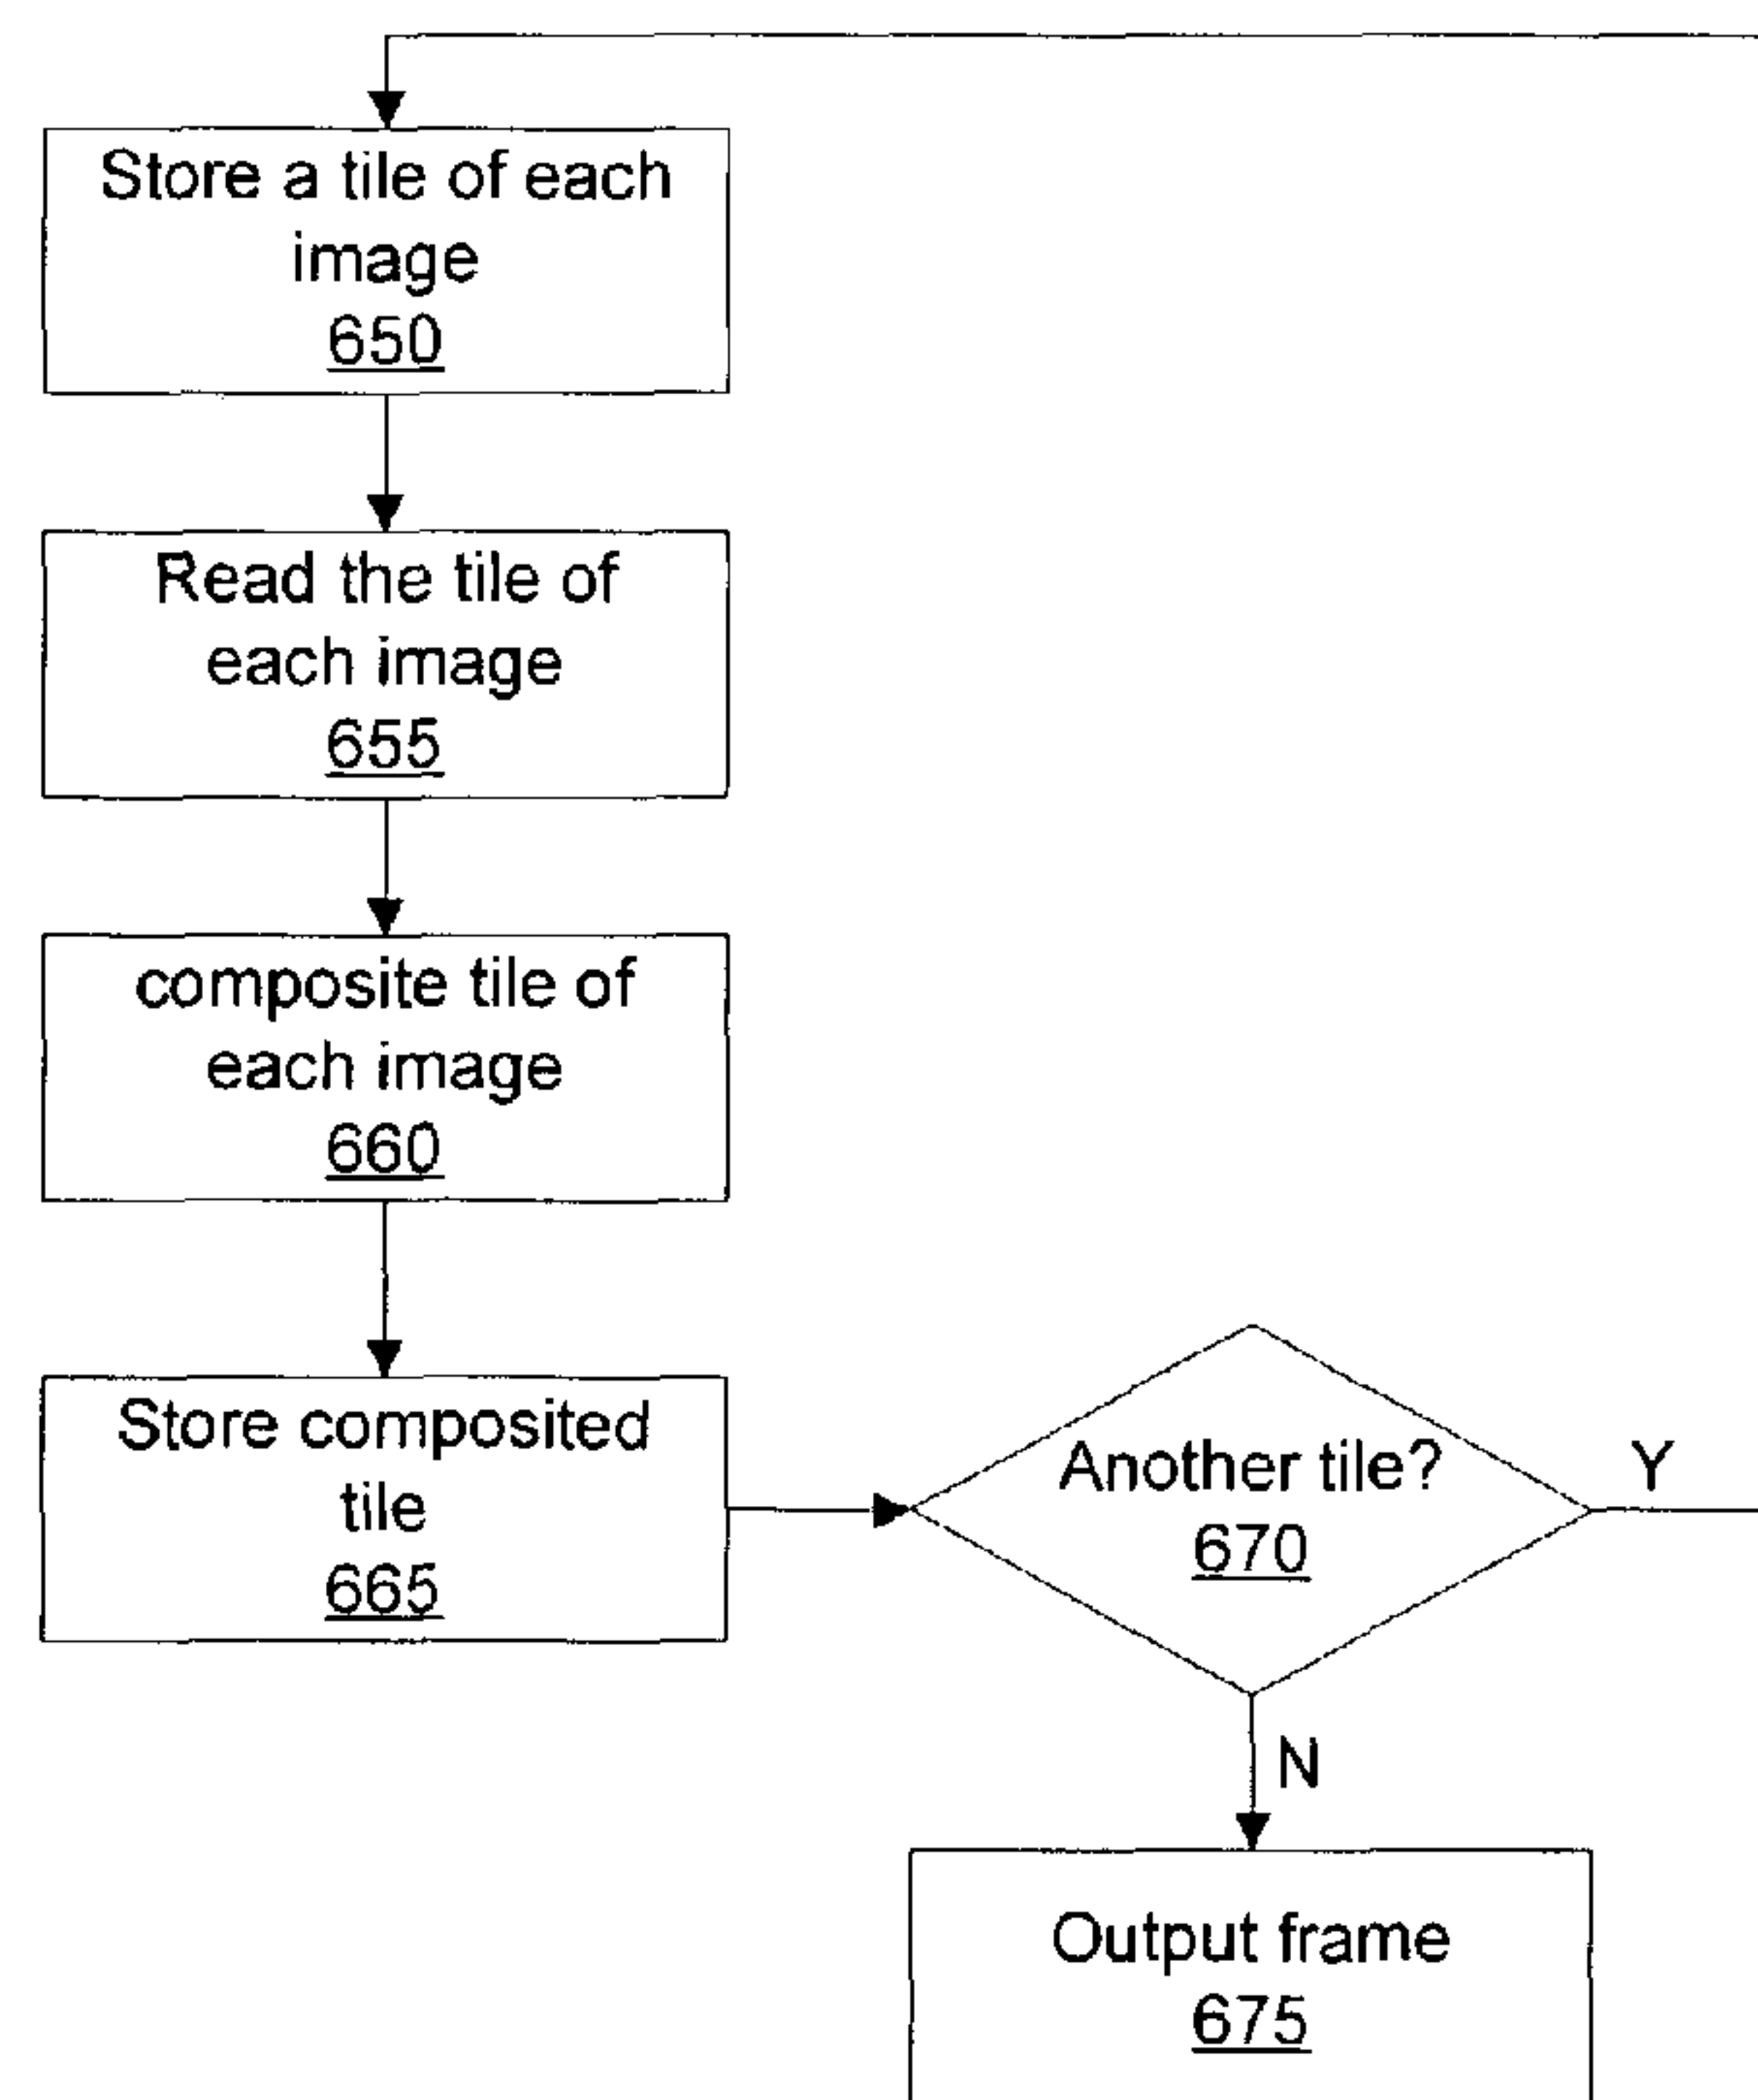 Store a tile of each
image
650
Read the tile of
each image
655
composite tile of
each image
660
Store composited
tile
665
Another tile?
670
Y
N
Output frame
675